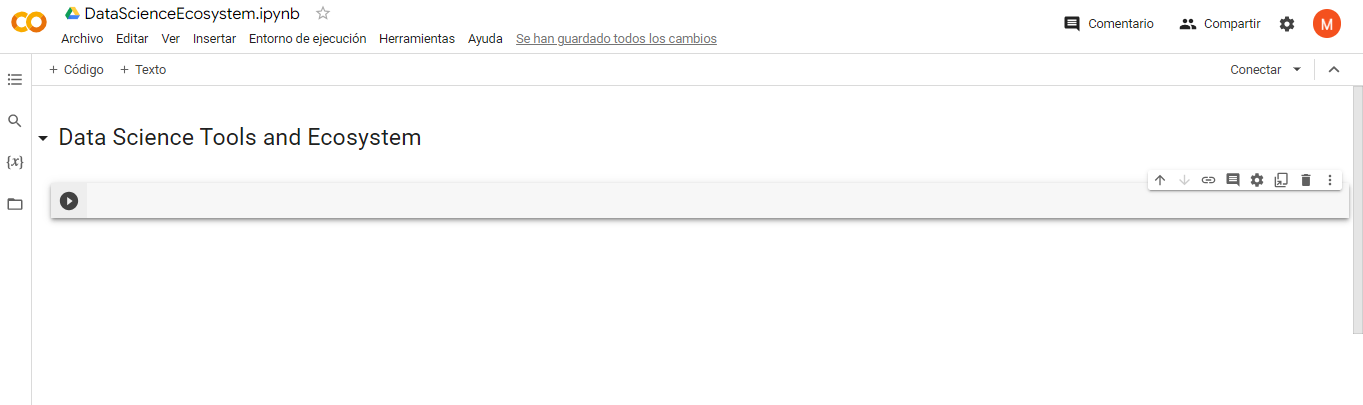 DataScienceEcosystem.ipynb
Comentario Compartir M
Archivo Editar Ver Insertar Entorno de ejecución Herramientas Ayuda Se han guardado todos los cambios
+ Código + Texto Conectar
Data Science Tools and Ecosystem
{x}